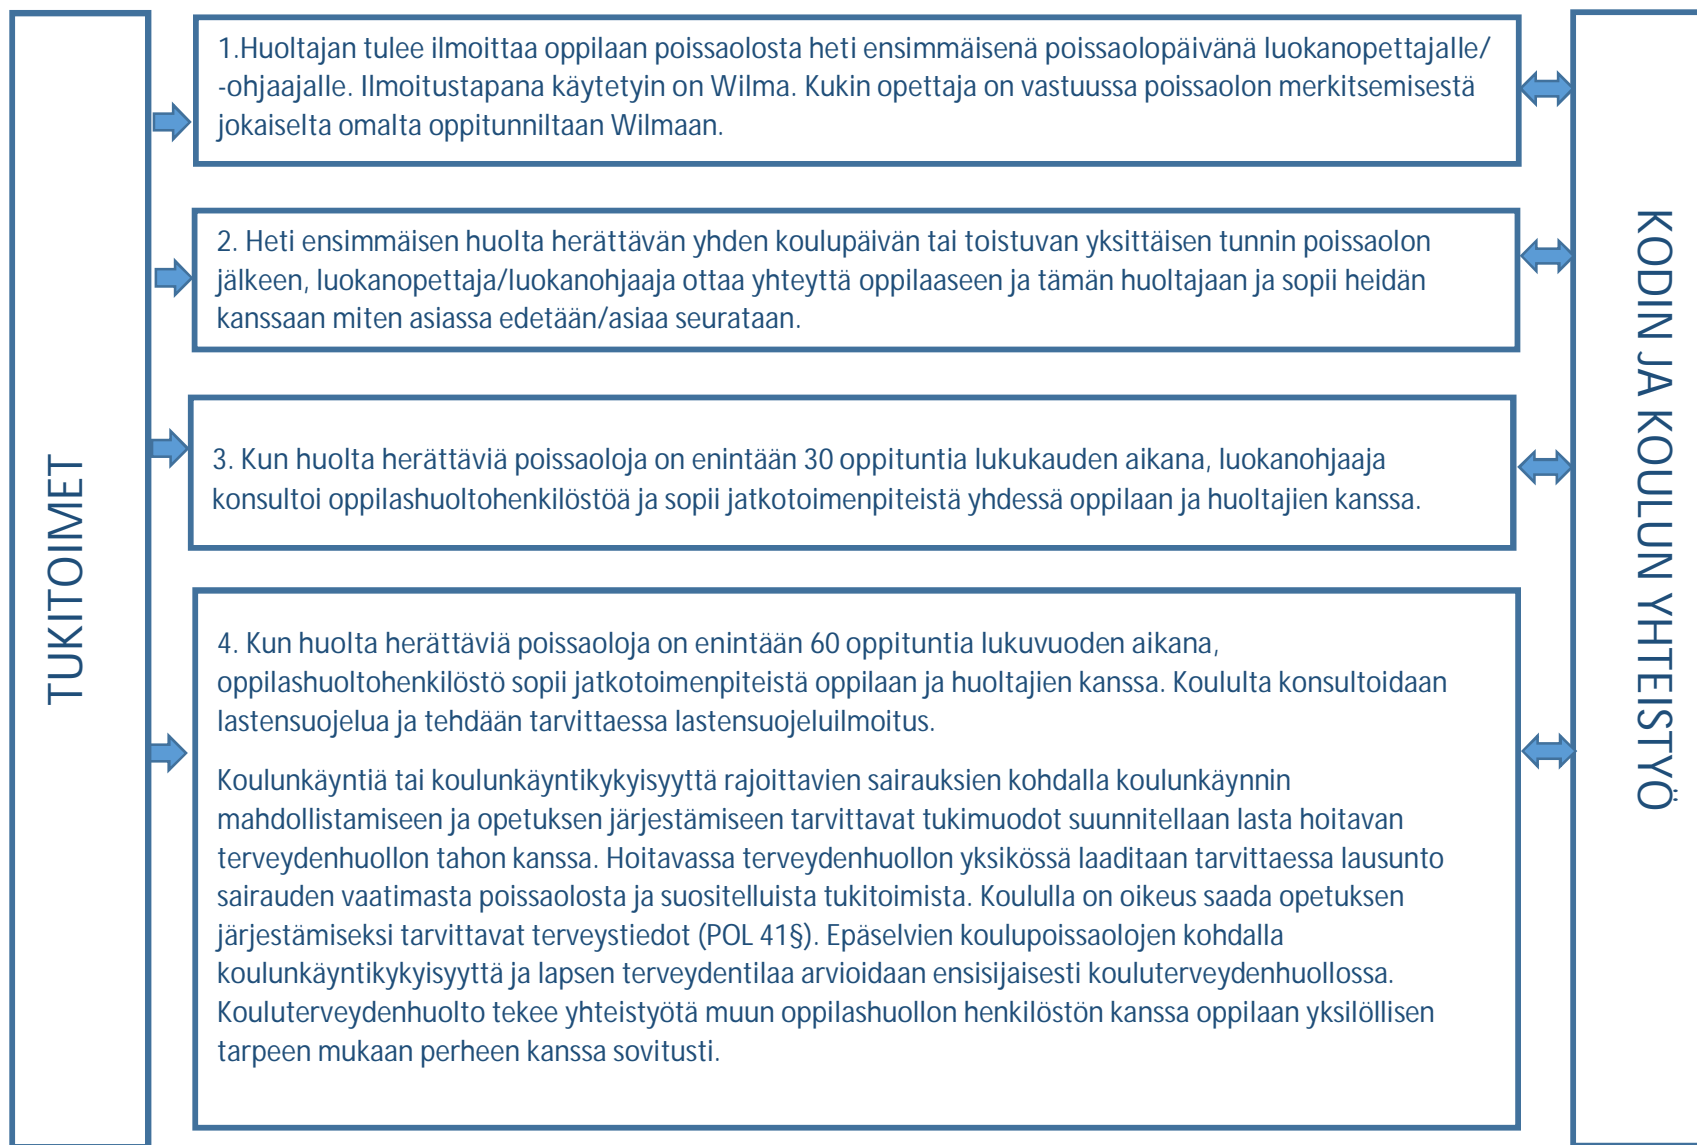 TUKITOIMET
1.Huoltajan tulee ilmoittaa oppilaan poissaolosta heti ensimmäisenä poissaolopäivänä luokanopettajalle/
-ohjaajalle. Ilmoitustapana käytetyin on Wilma. Kukin opettaja on vastuussa poissaolon merkitsemisestä
jokaiselta omalta oppitunniltaan Wilmaan.
2. Heti ensimmäisen huolta herättävän yhden koulupäivän tai toistuvan yksittäisen tunnin poissaolon
jälkeen, luokanopettaja/luokanohjaaja ottaa yhteyttä oppilaaseen ja tämän huoltajaan ja sopii heidän
kanssaan miten asiassa edetään/asiaa seurataan.
3. Kun huolta herättäviä poissaoloja on enintään 30 oppituntia lukukauden aikana, luokanohjaaja
konsultoi oppilashuoltohenkilöstöä ja sopii jatkotoimenpiteistä yhdessä oppilaan ja huoltajien kanssa.
4. Kun huolta herättäviä poissaoloja on enintään 60 oppituntia lukuvuoden aikana,
oppilashuoltohenkilöstö sopii jatkotoimenpiteistä oppilaan ja huoltajien kanssa. Koululta konsultoidaan
lastensuojelua ja tehdään tarvittaessa lastensuojeluilmoitus.
Koulunkäyntiä tai koulunkäyntikykyisyyttä rajoittavien sairauksien kohdalla koulunkäynnin
mahdollistamiseen ja opetuksen järjestämiseen tarvittavat tukimuodot suunnitellaan lasta hoitavan
terveydenhuollon tahon kanssa. Hoitavassa terveydenhuollon yksikössä laaditaan tarvittaessa lausunto
sairauden vaatimasta poissaolosta ja suositelluista tukitoimista. Koululla on oikeus saada opetuksen
järjestämiseksi tarvittavat terveystiedot (POL 41§). Epäselvien koulupoissaolojen kohdalla
koulunkäyntikykyisyyttä ja lapsen terveydentilaa arvioidaan ensisijaisesti kouluterveydenhuollossa.
Kouluterveydenhuolto tekee yhteistyötä muun oppilashuollon henkilöstön kanssa oppilaan yksilöllisen
tarpeen mukaan perheen kanssa sovitusti.
KODIN JA KOULUN YHTEISTYÖ